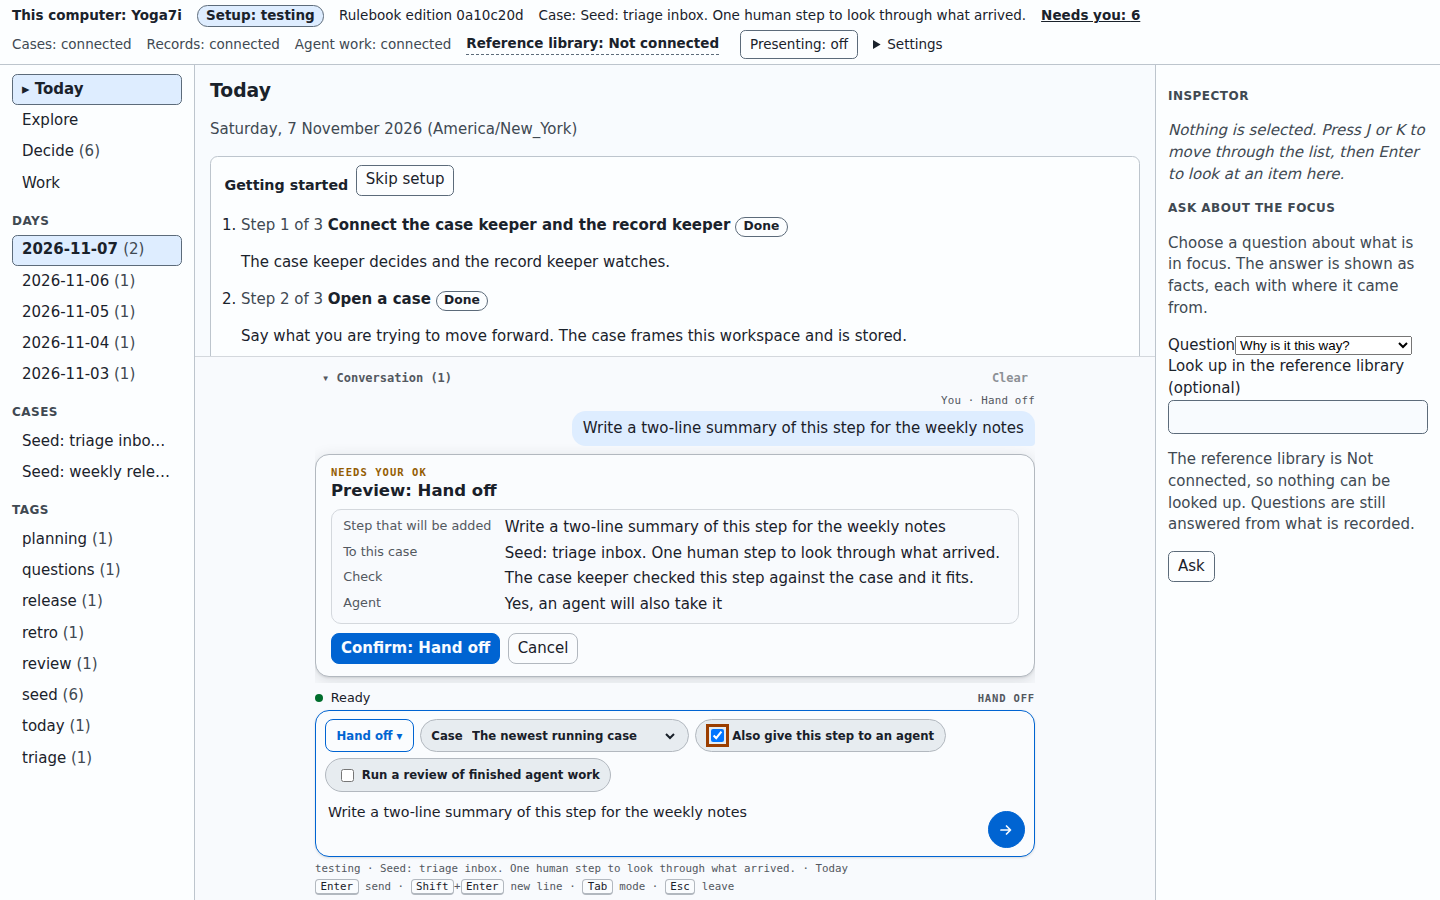 This computer: Yoga7i Setup: testing Rulebook edition 0a10c20d Case: Seed: triage inbox. One human step to look through what arrived. Needs you: 6
Cases: connected Records: connected Agent work: connected Reference library: Not connected Presenting: off ▶ Settings
▸ Today
Explore
Decide (6)
Work
DAYS
2026-11-07 (2)
2026-11-06 (1)
2026-11-05 (1)
2026-11-04 (1)
2026-11-03 (1)
CASES
Seed: triage inbo…
Seed: weekly rele…
TAGS
planning (1)
questions (1)
release (1)
retro (1)
review (1)
seed (6)
today (1)
triage (1)
Today
Saturday, 7 November 2026 (America/New_York)
Getting started Skip setup
1. Step 1 of 3 Connect the case keeper and the record keeper Done
The case keeper decides and the record keeper watches.
2. Step 2 of 3 Open a case Done
Say what you are trying to move forward. The case frames this workspace and is stored.
▾ Conversation (1) Clear
You · Hand off
Write a two-line summary of this step for the weekly notes
NEEDS YOUR OK
Preview: Hand off
Step that will be added Write a two-line summary of this step for the weekly notes
To this case Seed: triage inbox. One human step to look through what arrived.
Check The case keeper checked this step against the case and it fits.
Agent Yes, an agent will also take it
Confirm: Hand off Cancel
Ready HAND OFF
Hand off ▾ Case The newest running case Also give this step to an agent
Run a review of finished agent work
Write a two-line summary of this step for the weekly notes
→
testing · Seed: triage inbox. One human step to look through what arrived. · Today
Enter send · Shift+Enter new line · Tab mode · Esc leave
INSPECTOR
Nothing is selected. Press J or K to
move through the list, then Enter
to look at an item here.
ASK ABOUT THE FOCUS
Choose a question about what is
in focus. The answer is shown as
facts, each with where it came
from.
Question Why is it this way?
Look up in the reference library
(optional)
The reference library is Not
connected, so nothing can be
looked up. Questions are still
answered from what is recorded.
Ask